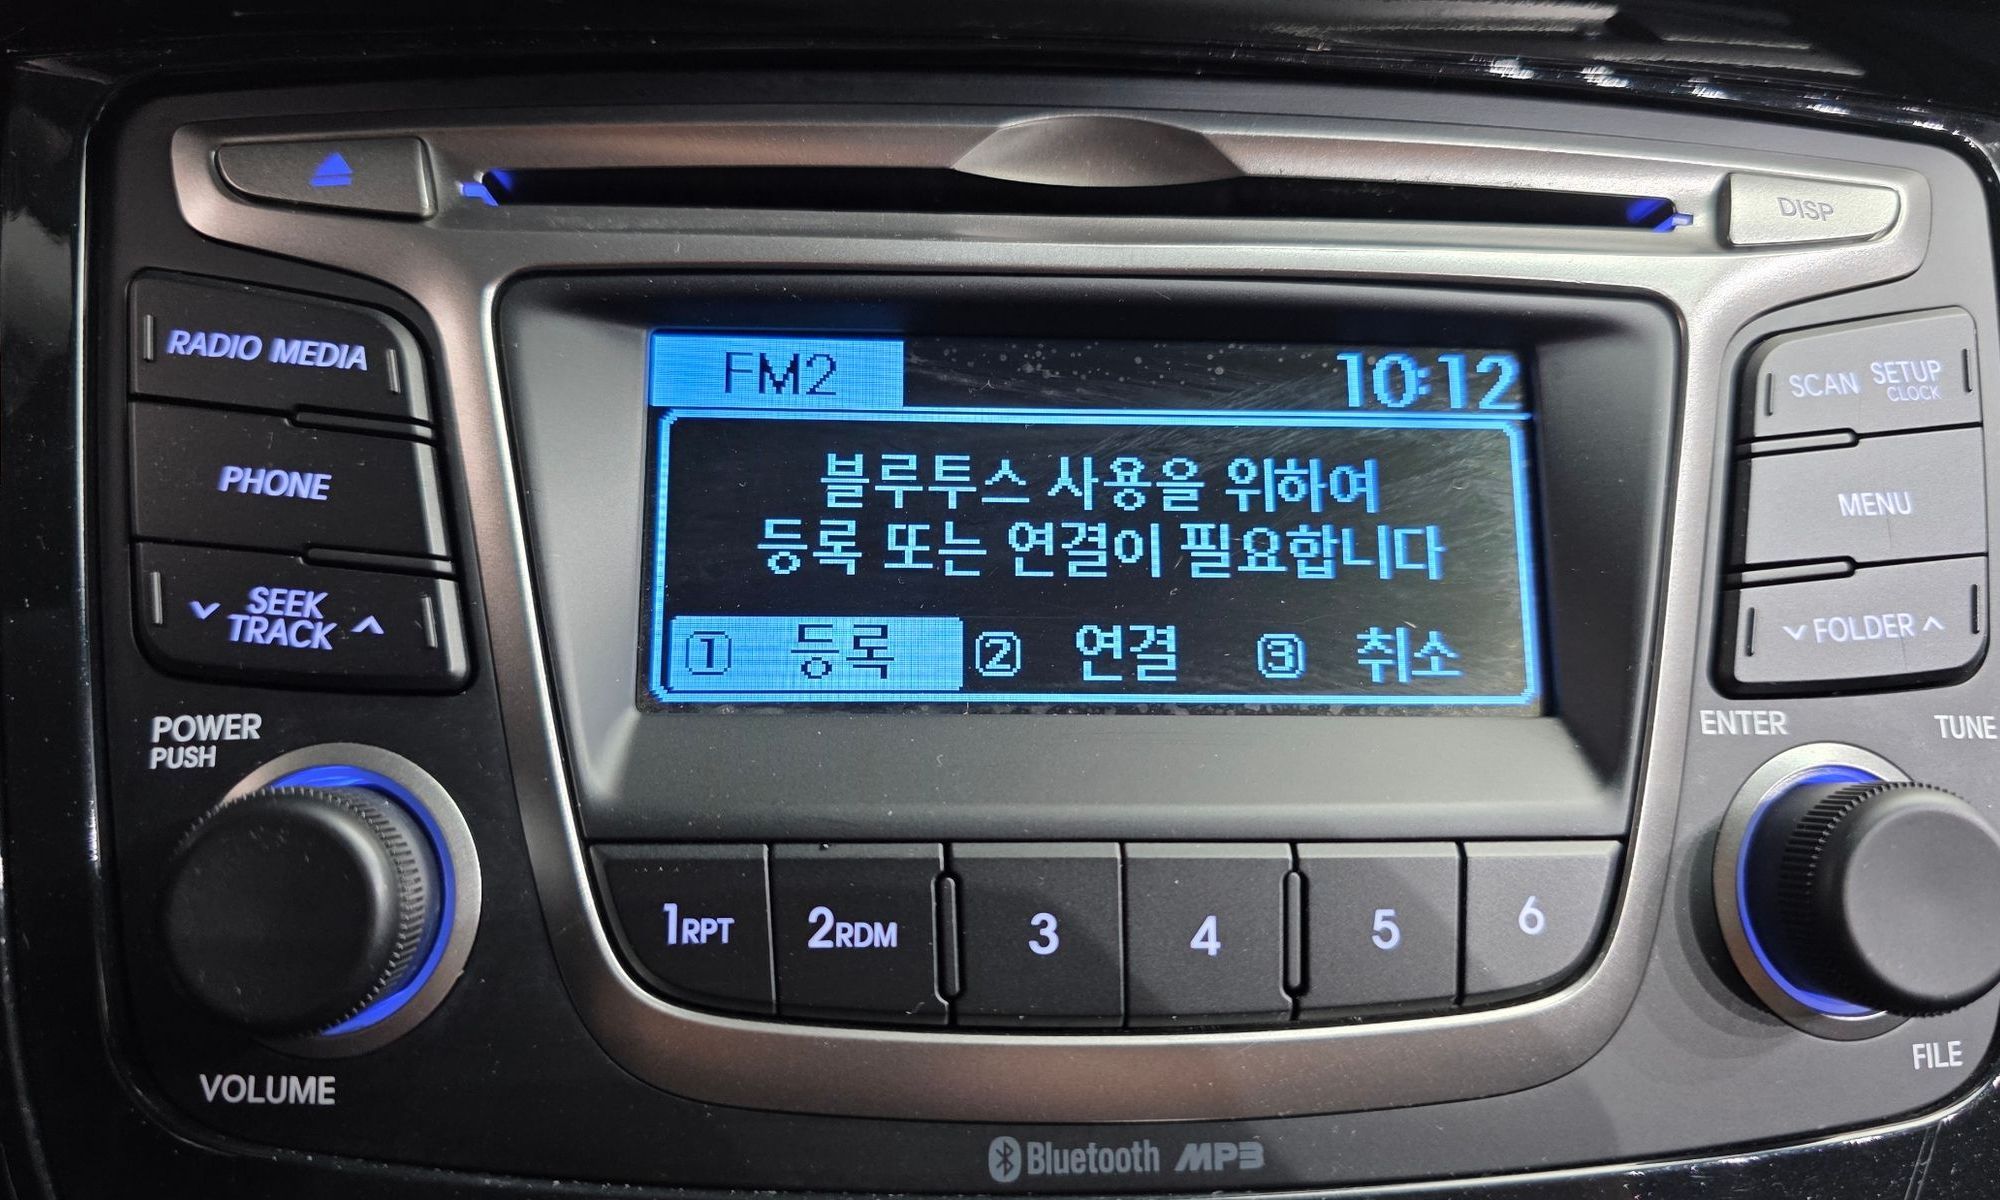 DISP
RADIO MEDIA
PHONE
SEEK
TRACK
FM2 10:12
블루투스 사용을 위하여
등록 또는 연결이 필요합니다
① 등록 ② 연결 ③ 취소
SCAN SETUP
CLOCK
MENU
FOLDER
POWER
PUSH
VOLUME
ENTER TUNE
FILE
1RPT 2RDM 3 4 5 6
Bluetooth MP3